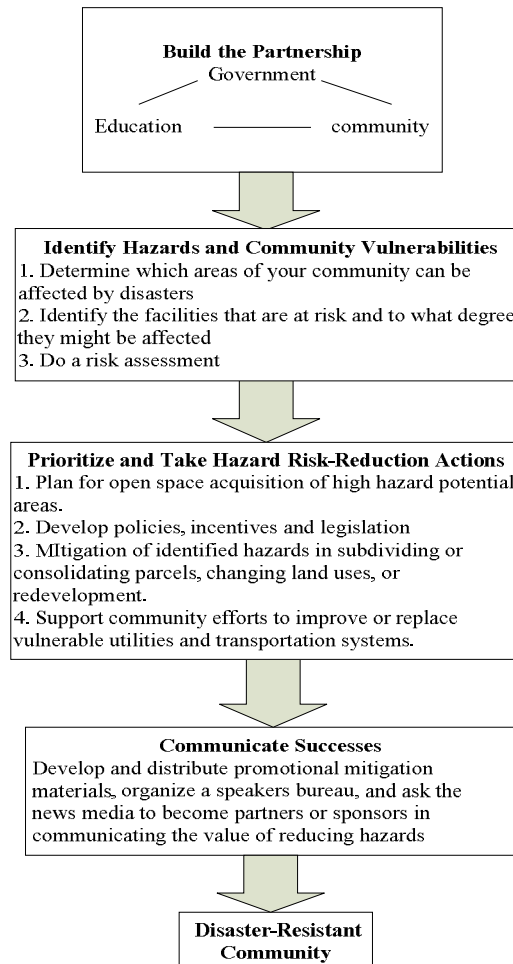 Build the Partnership
Government
Education
community
Identify Hazards and Community Vulnerabilities
1. Determine which areas of your community can be
affected by disasters
2. Identify the facilities that are at risk and to what degree
they might be affected
3. Do a risk assessment
Prioritize and Take Hazard Risk-Reduction Actions
1. Plan for open space acquisition of high hazard potential
areas.
2. Develop policies, incentives and legislation
3. MItigation of identified hazards in subdividing or
consolidating parcels, changing land uses, or
redevelopment.
4. Support community efforts to improve or replace
vulnerable utilities and transportation systems.
Communicate Successes
Develop and distribute promotional mitigation
materials, organize a speakers bureau, and ask the
news media to become partners or sponsors in
communicating the value of reducing hazards
Disaster-Resistant
Community